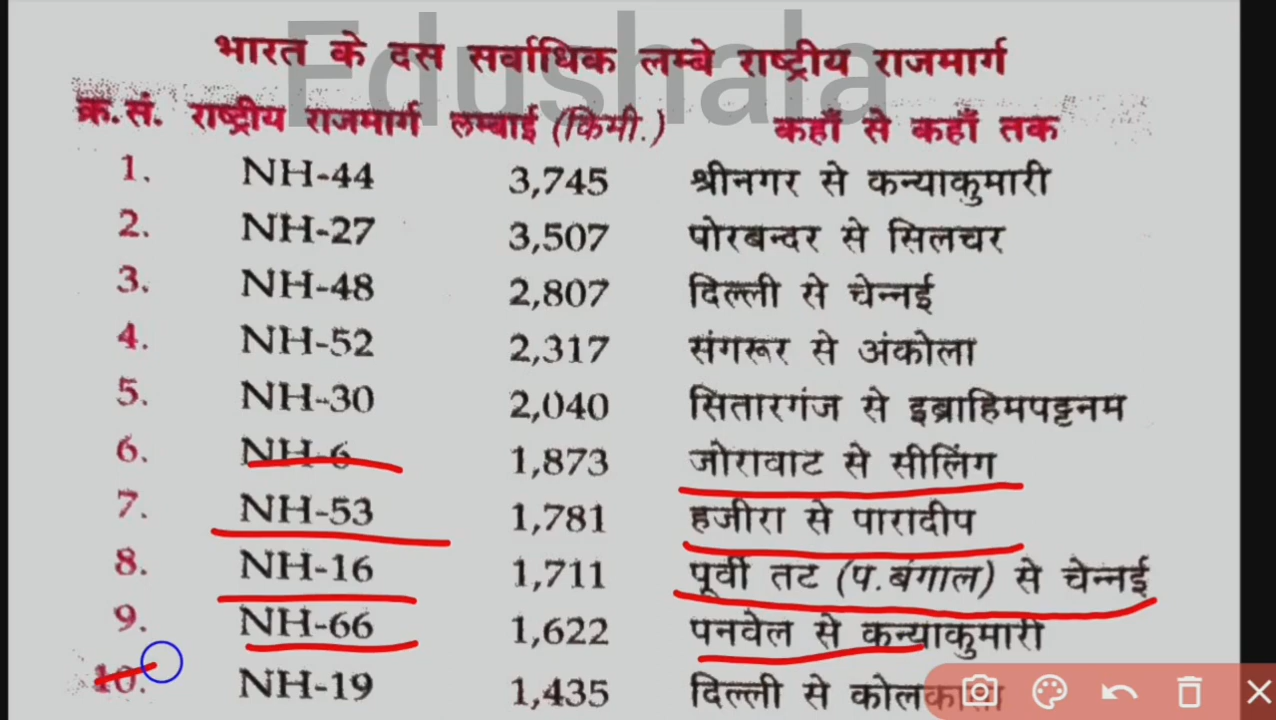 Edushala
भारत के दस सर्वाधिक लम्बे राष्ट्रीय राजमार्ग
क्र.सं. राष्ट्रीय राजमार्ग लम्बाई (किमी.) कहाँ से कहाँ तक
1. NH-44 3,745 श्रीनगर से कन्याकुमारी
2. NH-27 3,507 पोरबन्दर से सिलचर
3. NH-48 2,807 दिल्ली से चेन्नई
4. NH-52 2,317 संगरूर से अंकोला
5. NH-30 2,040 सितारगंज से इब्राहिमपट्टनम
6. NH-6 1,873 जोरावाट से सीलिंग
7. NH-53 1,781 हजीरा से पारादीप
8. NH-16 1,711 पूर्वी तट (प.बंगाल) से चेन्नई
9. NH-66 1,622 पनवेल से कन्याकुमारी
10. NH-19 1,435 दिल्ली से कोलकाता